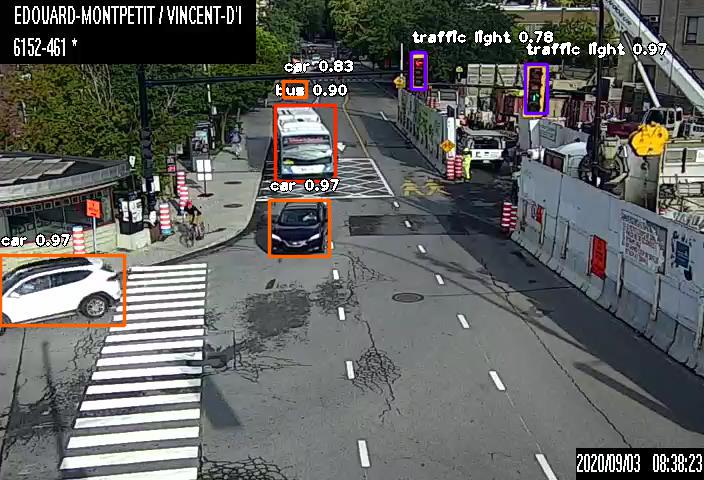 EDOUARD-MONTPETIT / VINCENT-D'I
6152-461 *
traffic light 0.78
traffic light 0.97
car 0.83
bus 0.90
car 0.97
car 0.97
2020/09/03 08:38:23